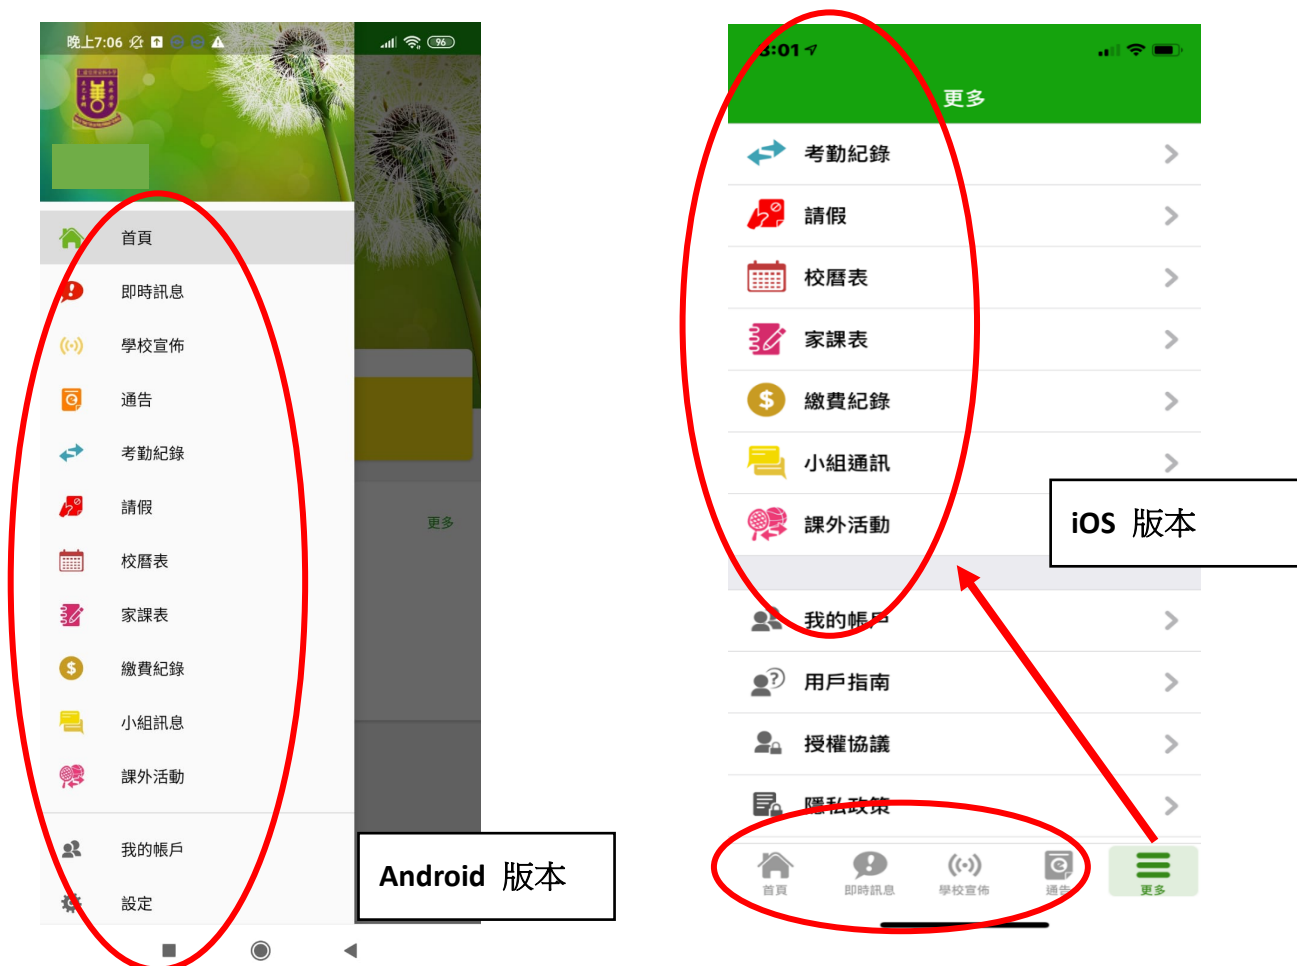 晚上7:06
96
首頁
即時訊息
學校宣佈
通告
考勤紀錄
請假
更多
校曆表
家課表
繳費紀錄
小組訊息
課外活動
我的帳戶
設定
Android 版本
8:01
更多
考勤紀錄
請假
校曆表
家課表
繳費紀錄
小組通訊
課外活動
iOS 版本
我的帳戶
用戶指南
授權協議
隱私政策
首頁
即時訊息
學校宣佈
通告
更多